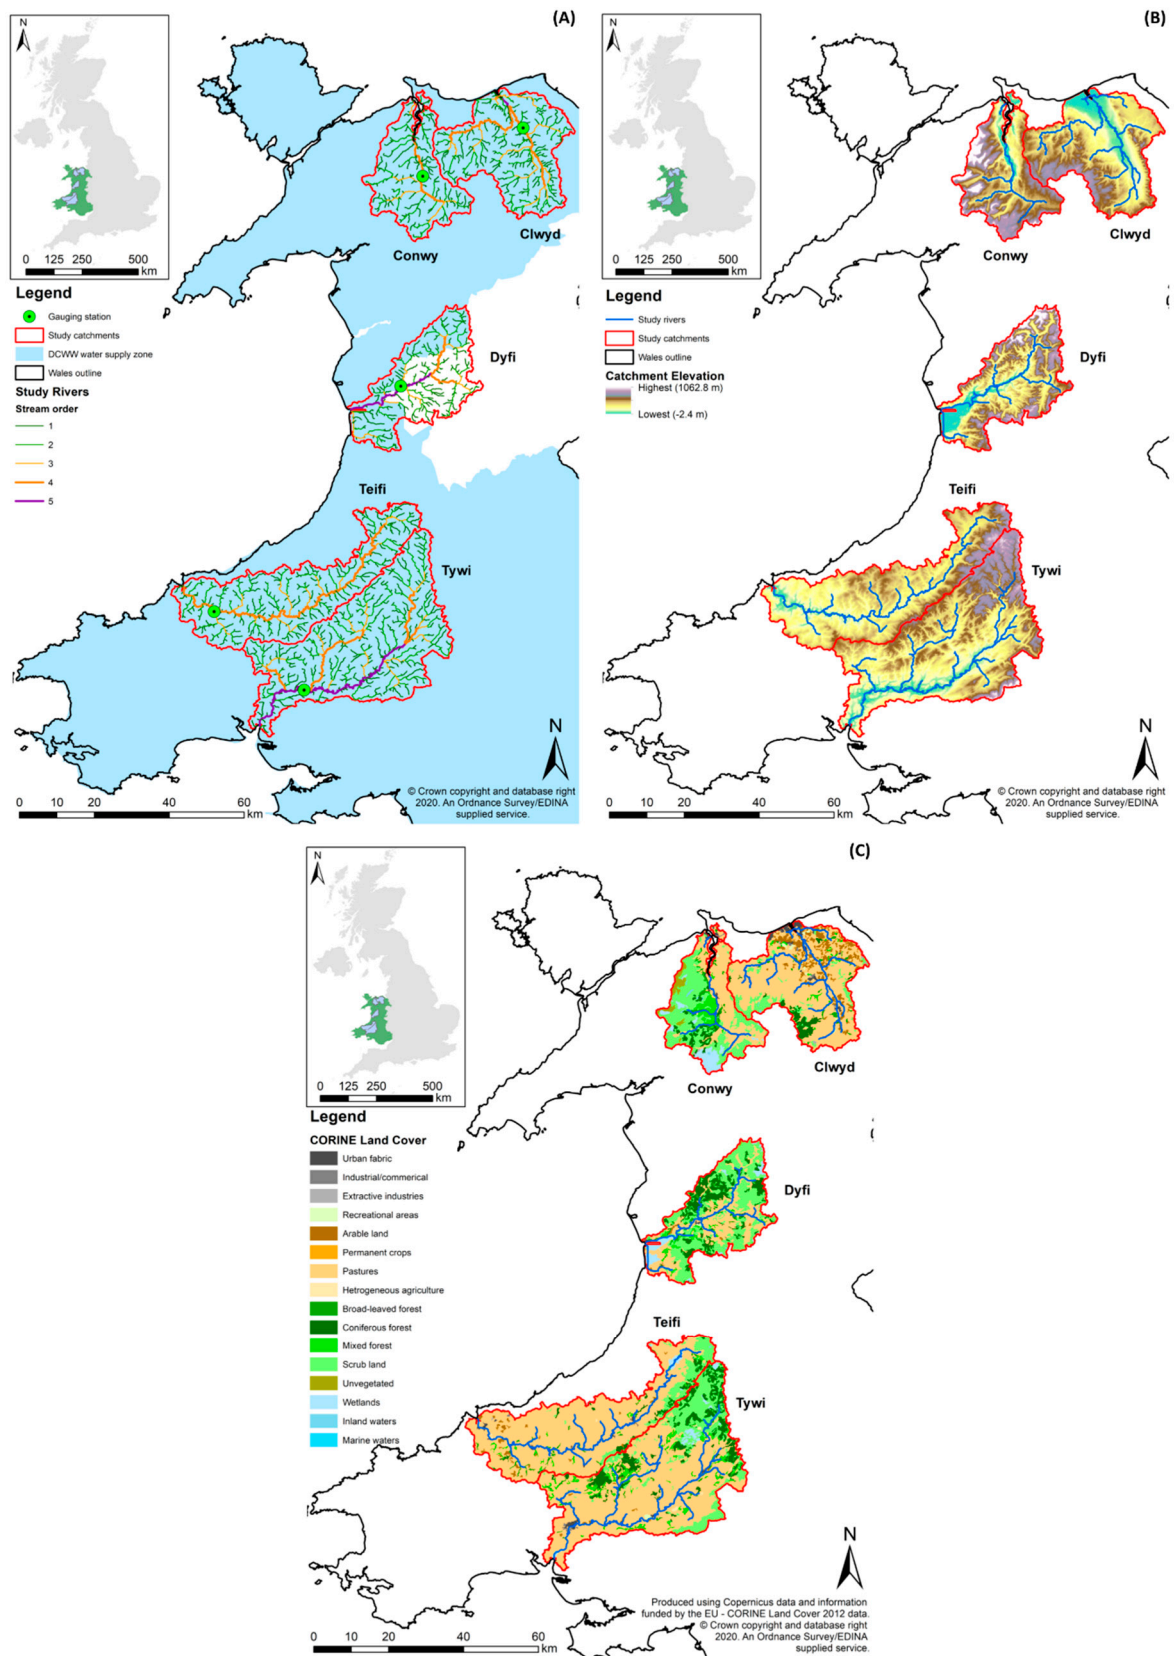 (A)
N
0 125 250 500
km
Legend
Gauging station
Study catchments
DCWW water supply zone
Wales outline
Study Rivers
Stream order
1
2
3
4
5
Clwyd
Conwy
Dyfi
Teifi
Tywi
N
© Crown copyright and database right
2020. An Ordnance Survey/EDINA
supplied service.
0 10 20 40 60
km
(B)
N
0 125 250 500
km
Legend
Study rivers
Study catchments
Wales outline
Catchment Elevation
Highest (1062.8 m)
Lowest (-2.4 m)
Clwyd
Conwy
Dyfi
Teifi
Tywi
N
© Crown copyright and database right
2020. An Ordnance Survey/EDINA
supplied service.
0 10 20 40 60
km
(C)
N
0 125 250 500
km
Legend
CORINE Land Cover
Urban fabric
Industrial/commerical
Extractive industries
Recreational areas
Arable land
Permanent crops
Pastures
Hetrogeneous agriculture
Broad-leaved forest
Coniferous forest
Mixed forest
Scrub land
Unvegetated
Wetlands
Inland waters
Marine waters
Clwyd
Conwy
Dyfi
Teifi
Tywi
N
Produced using Copernicus data and information
funded by the EU - CORINE Land Cover 2012 data.
© Crown copyright and database right
2020. An Ordnance Survey/EDINA
supplied service.
0 10 20 40 60
km